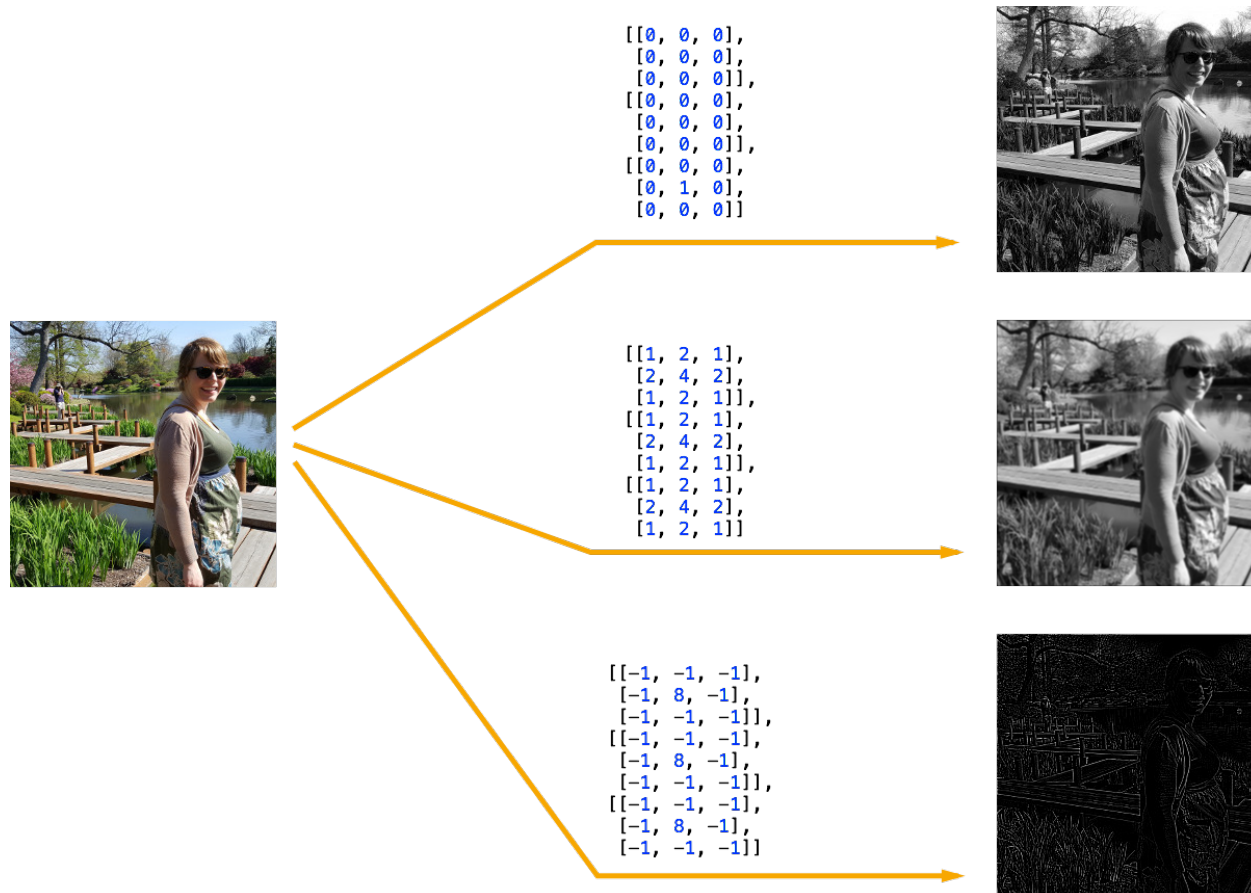 [[0, 0, 0],
[0, 0, 0],
[0, 0, 0]],
[[0, 0, 0],
[0, 0, 0],
[0, 0, 0]],
[[0, 0, 0],
[0, 1, 0],
[0, 0, 0]]
[[1, 2, 1],
[2, 4, 2],
[1, 2, 1]],
[[1, 2, 1],
[2, 4, 2],
[1, 2, 1]],
[[1, 2, 1],
[2, 4, 2],
[1, 2, 1]]
[[-1, -1, -1],
[-1, 8, -1],
[-1, -1, -1]],
[[-1, -1, -1],
[-1, 8, -1],
[-1, -1, -1]],
[[-1, -1, -1],
[-1, 8, -1],
[-1, -1, -1]]